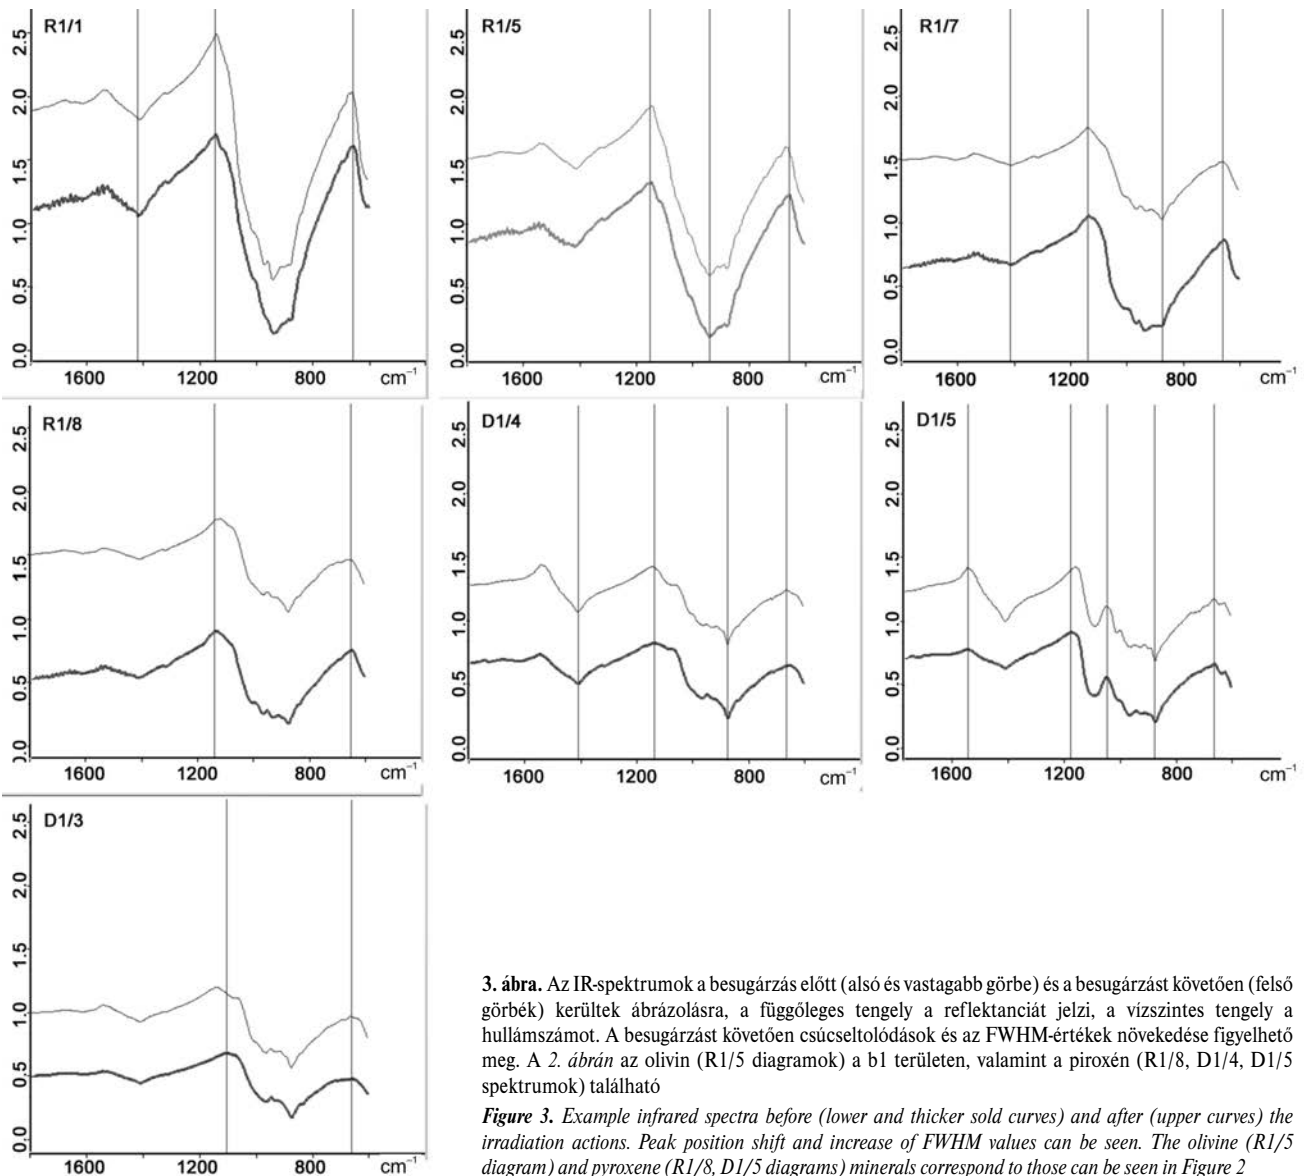 R1/1
2.5
2.0
1.5
1.0
0.5
0.0
1600 1200 800 cm⁻¹
R1/5
2.5
2.0
1.5
1.0
0.5
0.0
1600 1200 800 cm⁻¹
R1/7
2.5
2.0
1.5
1.0
0.5
0.0
1600 1200 800 cm⁻¹
R1/8
2.5
2.0
1.5
1.0
0.5
0.0
1600 1200 800 cm⁻¹
D1/4
2.5
2.0
1.5
1.0
0.5
0.0
1600 1200 800 cm⁻¹
D1/5
2.5
2.0
1.5
1.0
0.5
0.0
1600 1200 800 cm⁻¹
D1/3
2.5
2.0
1.5
1.0
0.5
0.0
1600 1200 800 cm⁻¹
3. ábra. Az IR-spektrumok a besugárzás előtt (alsó és vastagabb görbe) és a besugárzást követően (felső
görbék) kerültek ábrázolásra, a függőleges tengely a reflektanciát jelzi, a vízszintes tengely a
hullámszámot. A besugárzást követően csúcseltolódások és az FWHM-értékek növekedése figyelhető
meg. A 2. ábrán az olivin (R1/5 diagramok) a b1 területen, valamint a piroxén (R1/8, D1/4, D1/5
spektrumok) található
Figure 3. Example infrared spectra before (lower and thicker sold curves) and after (upper curves) the
irradiation actions. Peak position shift and increase of FWHM values can be seen. The olivine (R1/5
diagram) and pyroxene (R1/8, D1/5 diagrams) minerals correspond to those can be seen in Figure 2